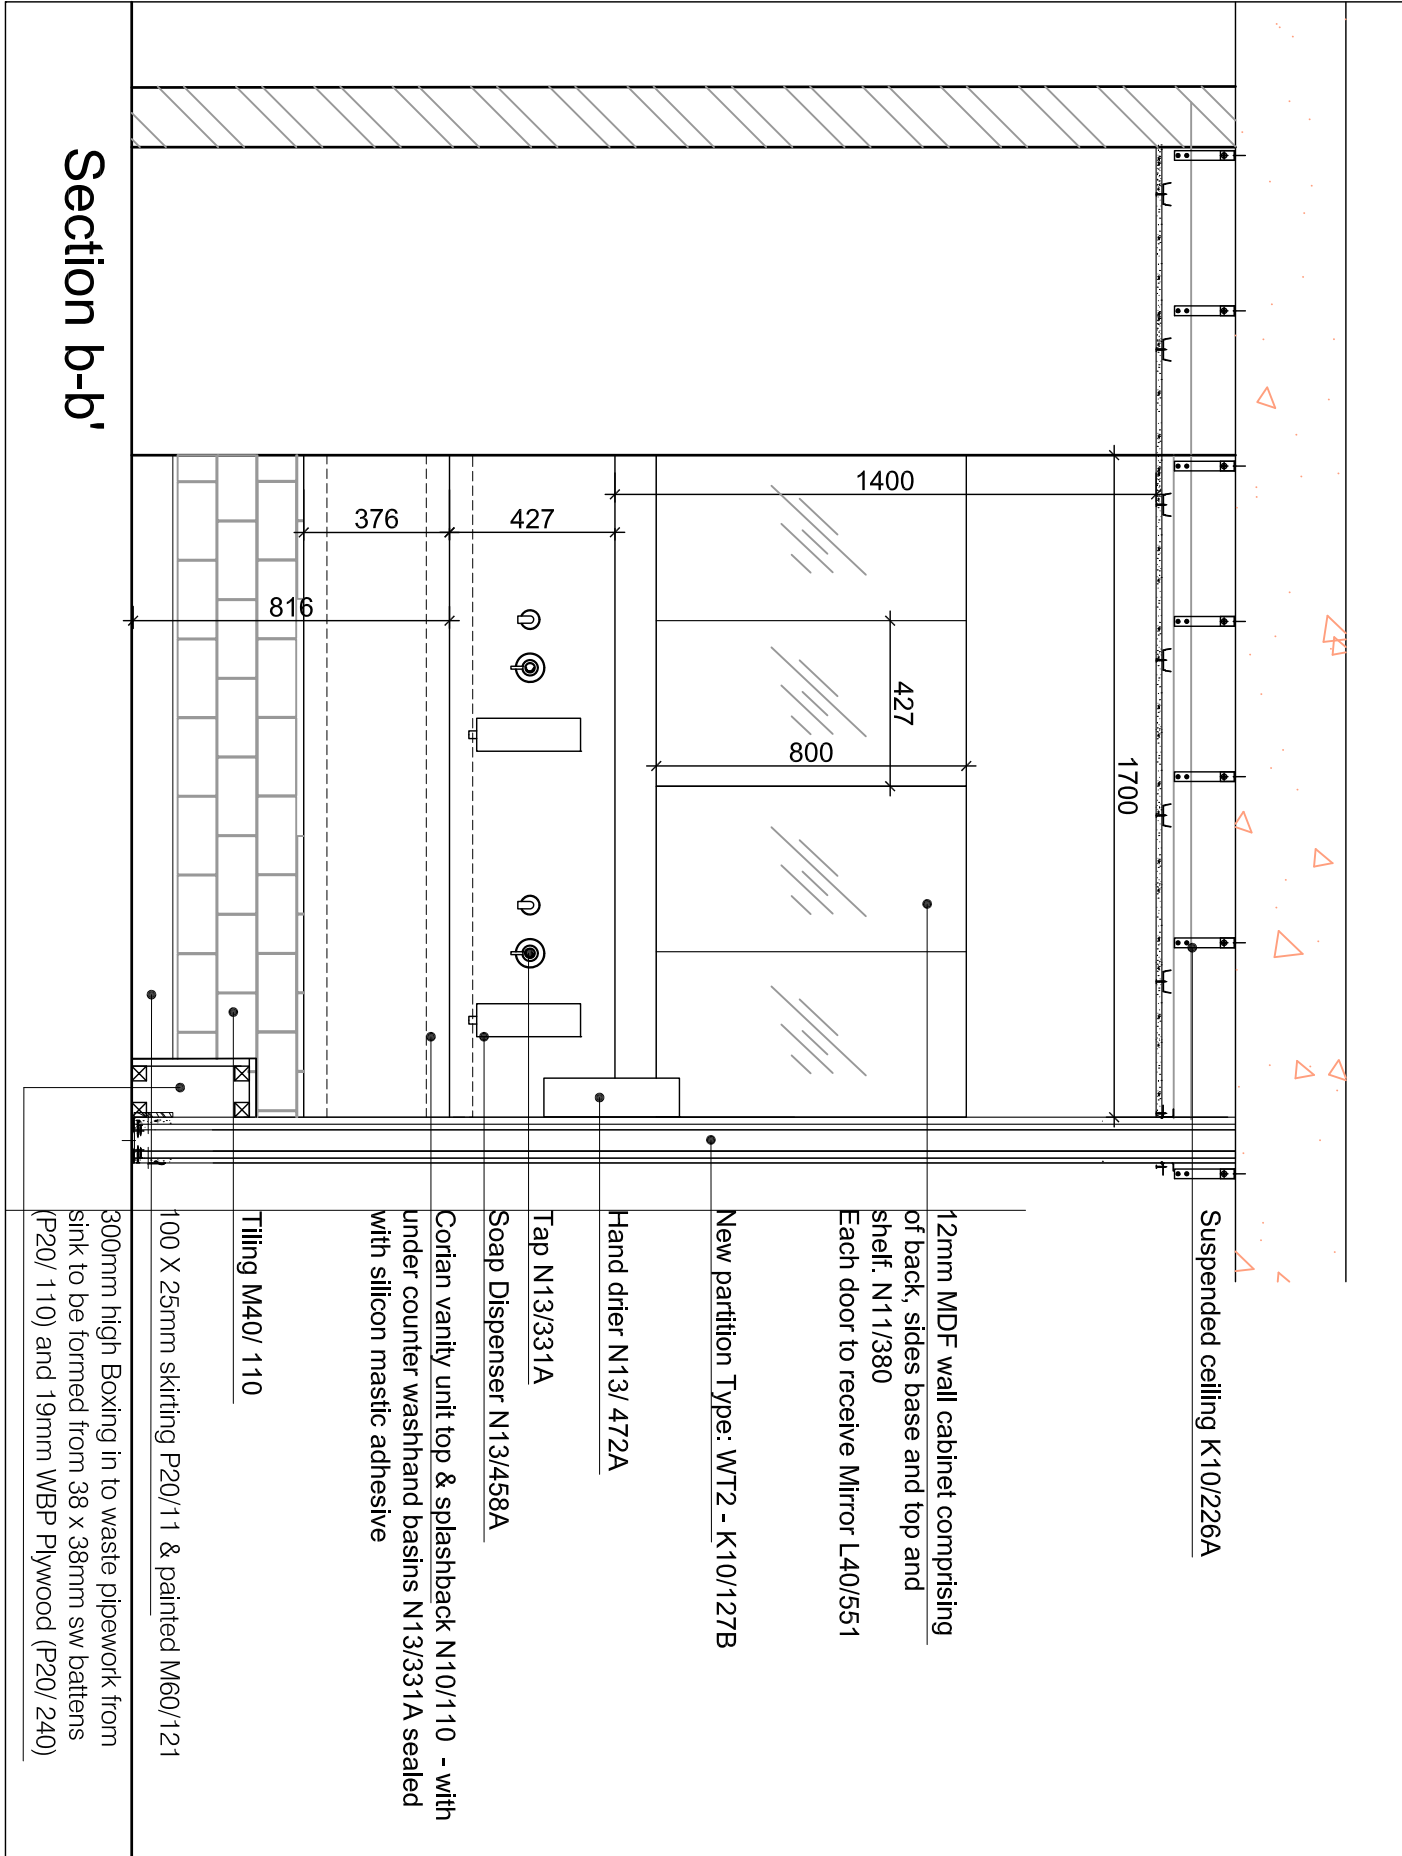 Suspended ceiling K10/226A
1700
1400
12mm MDF wall cabinet comprising
of back, sides base and top and
shelf. N11/380
Each door to receive Mirror L40/551
427
800
New partition Type: WT2 - K10/127B
Hand drier N13/ 472A
Tap N13/331A
427
376
Soap Dispenser N13/458A
Corian vanity unit top & splashback N10/110 - with
under counter washhand basins N13/331A sealed
with silicon mastic adhesive
816
Tiling M40/ 110
100 X 25mm skirting P20/11 & painted M60/121
300mm high Boxing in to waste pipework from
sink to be formed from 38 x 38mm sw battens
(P20/ 110) and 19mm WBP Plywood (P20/ 240)
Section b-b'